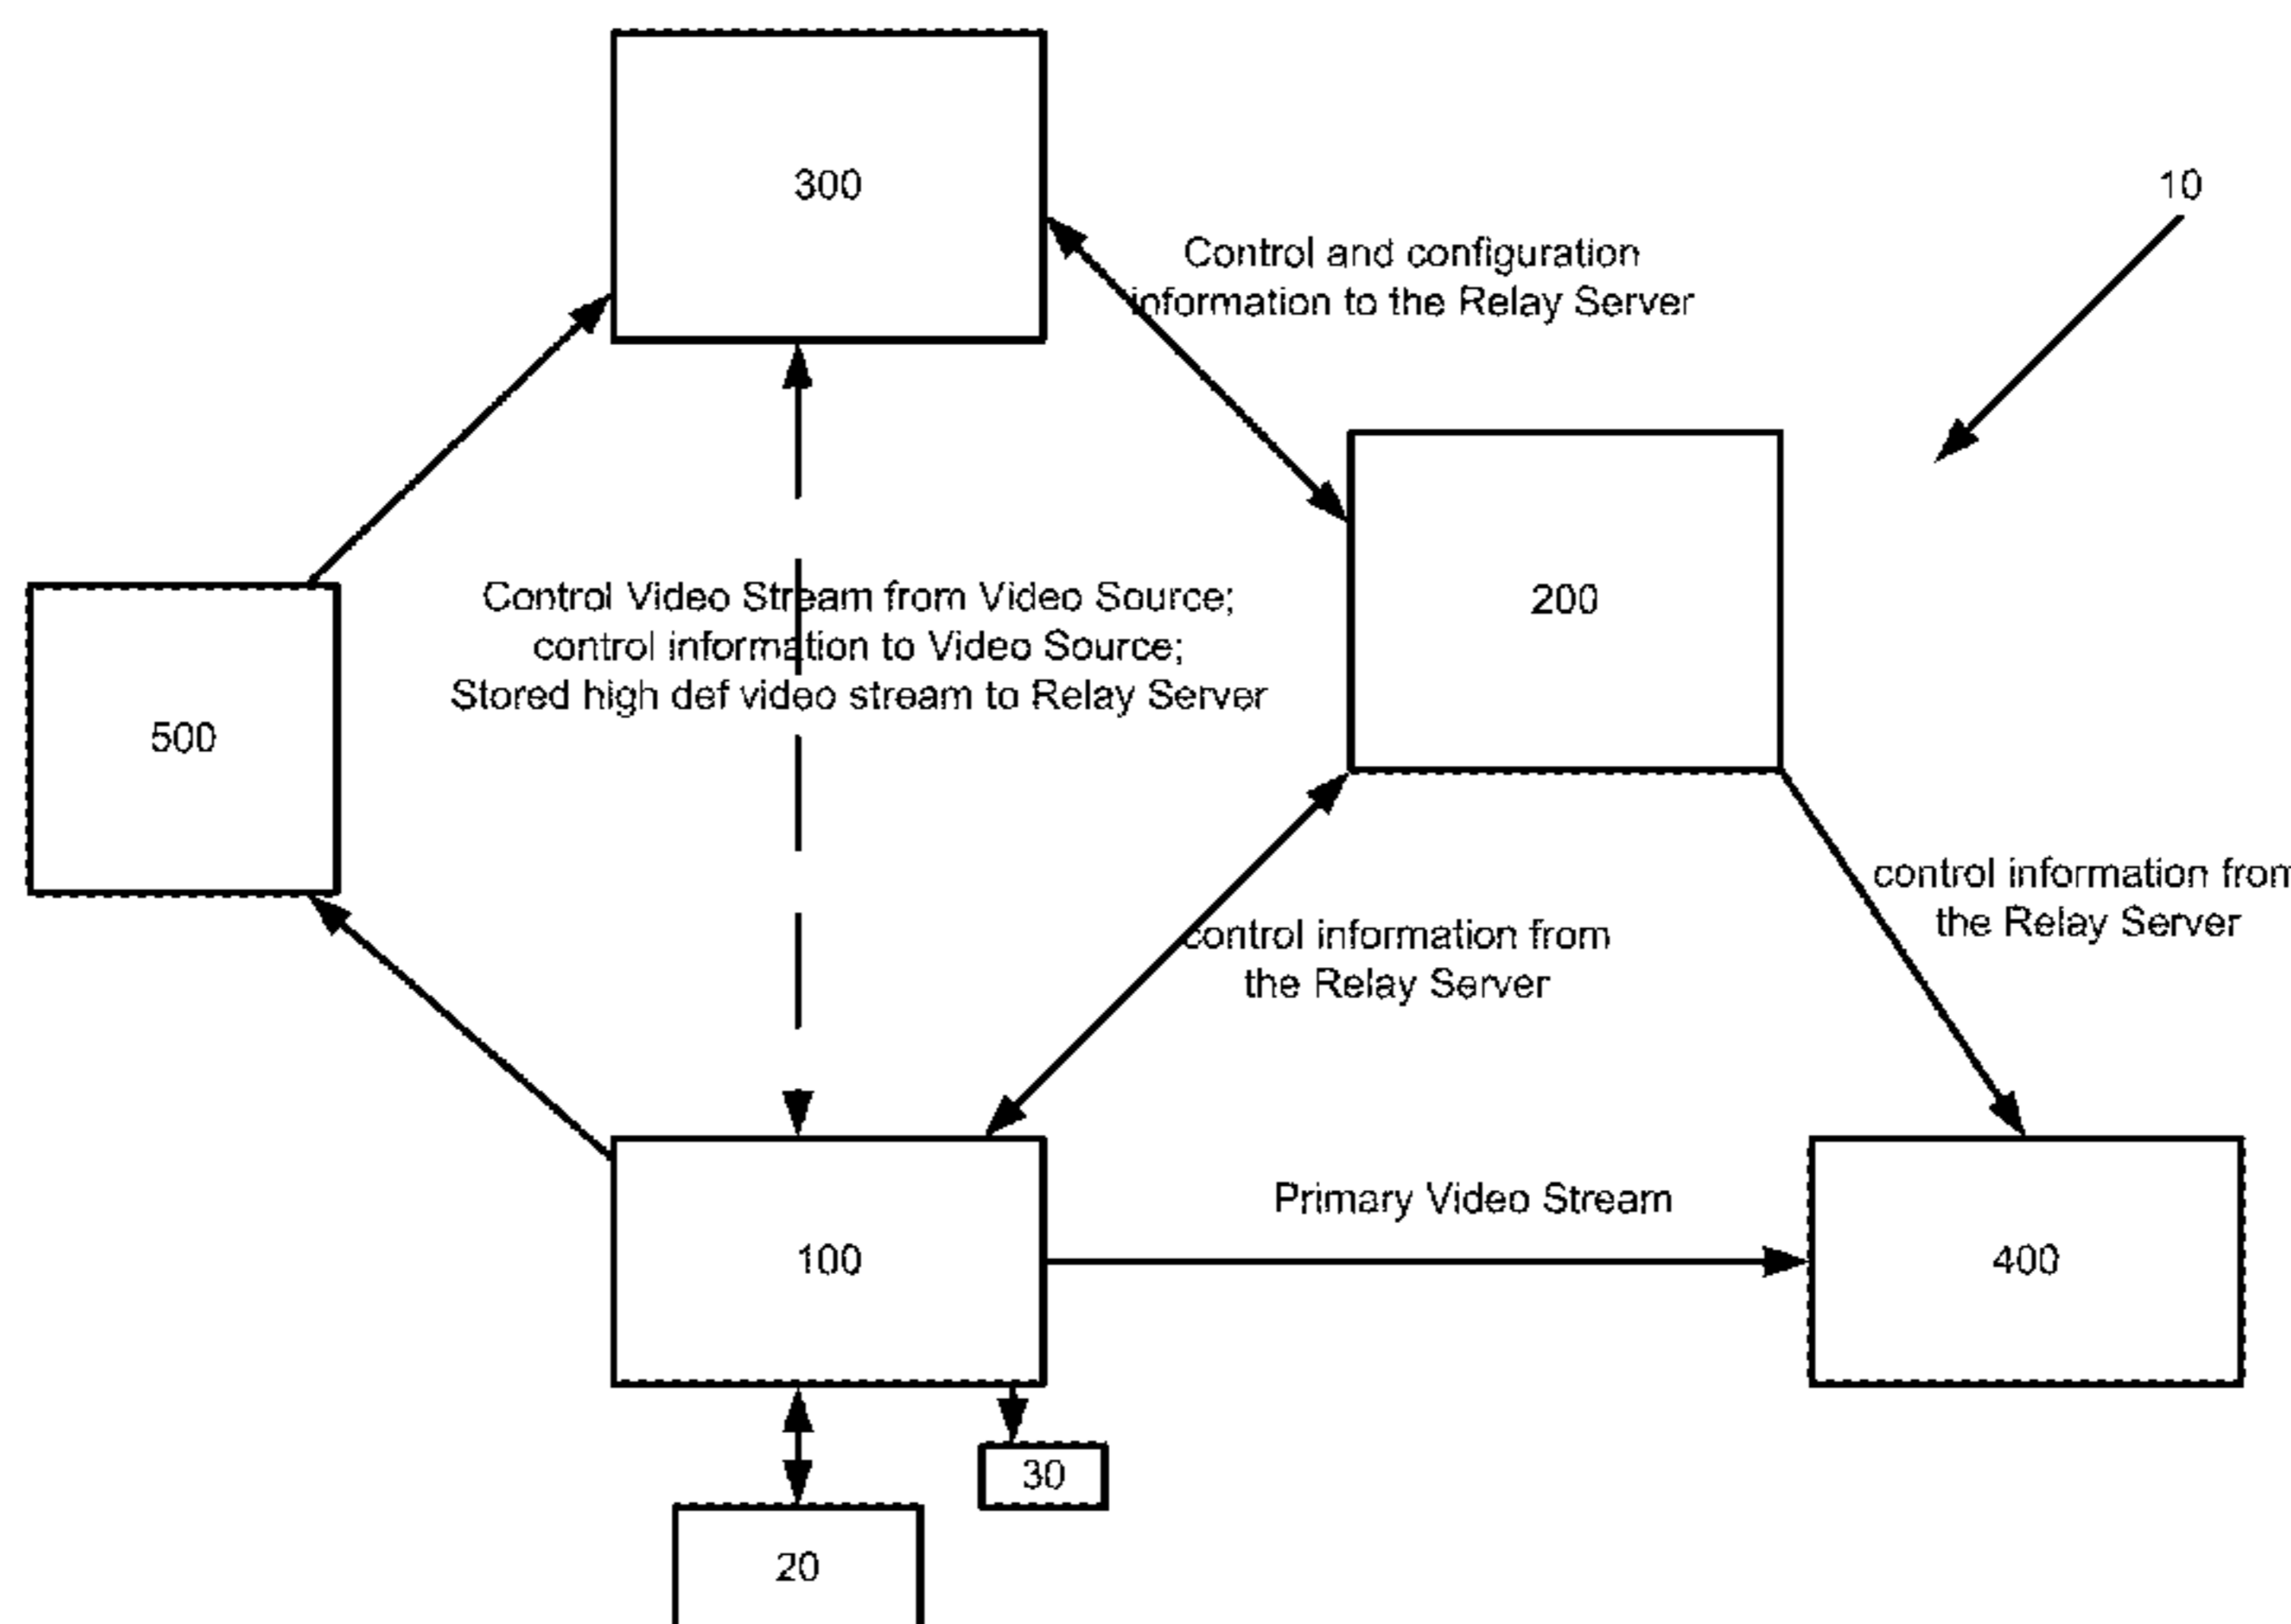 300
10
Control and configuration
information to the Relay Server
200
Control Video Stream from Video Source;
control information to Video Source;
Stored high def video stream to Relay Server
500
control information from
the Relay Server
control information from
the Relay Server
Primary Video Stream
100
400
30
20